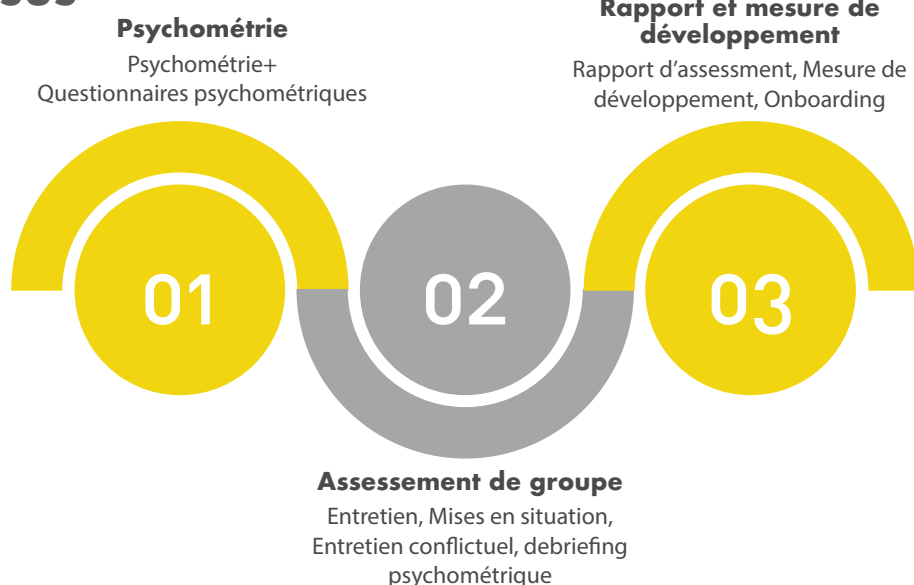 Psychométrie
Psychométrie+
Questionnaires psychométriques
Rapport et mesure de
développement
Rapport d'assessment, Mesure de
développement, Onboarding
01
02
03
Assessement de groupe
Entretien, Mises en situation,
Entretien conflictuel, debriefing
psychométrique